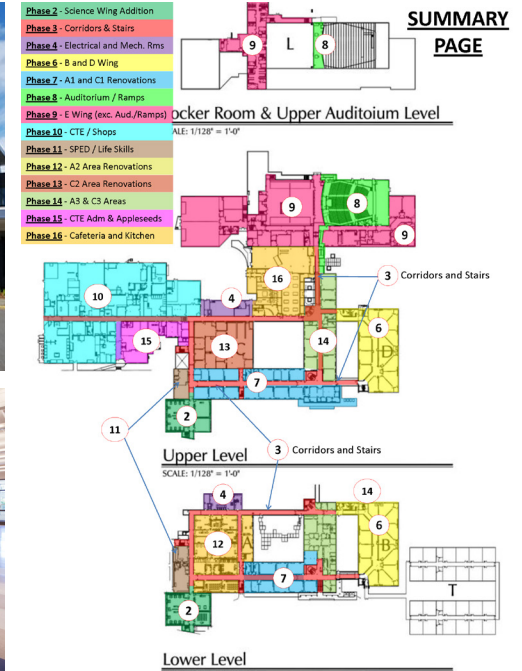 SUMMARY
PAGE
Phase 2 - Science Wing Addition
Phase 3 - Corridors & Stairs
Phase 4 - Electrical and Mech. Rms
Phase 6 - B and D Wing
Phase 7 - A1 and C1 Renovations
Phase 8 - Auditorium / Ramps
Phase 9 - E Wing (exc. Aud./Ramps)
Phase 10 - CTE / Shops
Phase 11 - SPED / Life Skills
Phase 12 - A2 Area Renovations
Phase 13 - C2 Area Renovations
Phase 14 - A3 & C3 Areas
Phase 15 - CTE Adm & Appleseeds
Phase 16 - Cafeteria and Kitchen
9
L
8
ocker Room & Upper Auditoium Level
ALE: 1/128" = 1'-0"
9
8
9
16
3 Corridors and Stairs
10
4
15
13
14
6
D
7
2
11
3 Corridors and Stairs
Upper Level
SCALE: 1/128" = 1'-0"
4
14
6
12
A
B
7
T
2
Lower Level